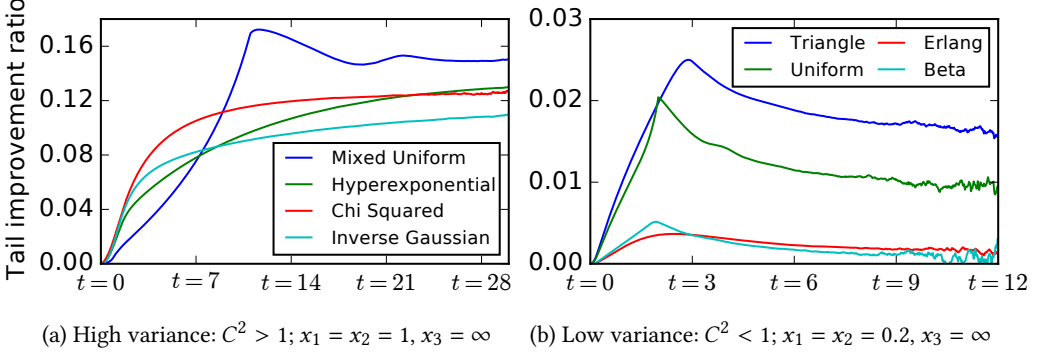 Tail improvement ratio
0.16
0.12
0.08
0.04
0.00
Mixed Uniform
Hyperexponential
Chi Squared
Inverse Gaussian
t = 0
t = 7
t = 14
t = 21
t = 28
(a) High variance: C² > 1; x₁ = x₂ = 1, x₃ = ∞
0.03
0.02
0.01
0.00
Triangle
Uniform
Erlang
Beta
t = 0
t = 3
t = 6
t = 9
t = 12
(b) Low variance: C² < 1; x₁ = x₂ = 0.2, x₃ = ∞